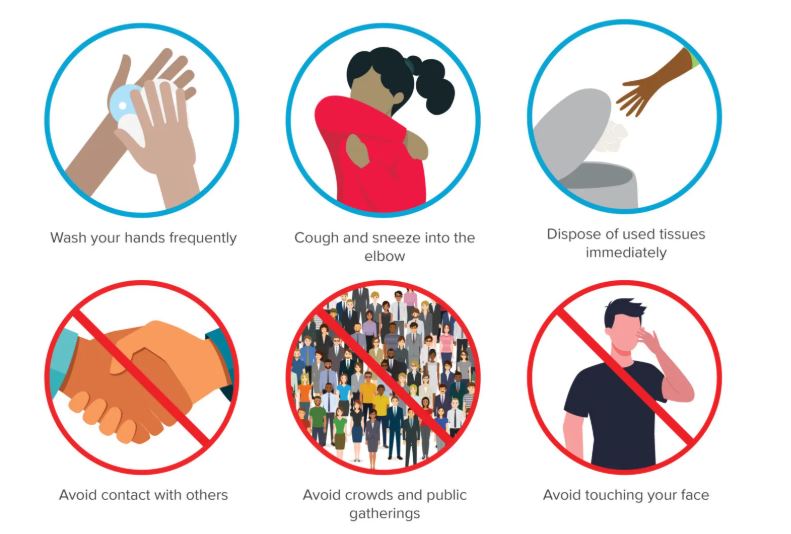 Wash your hands frequently
Cough and sneeze into the
elbow
Dispose of used tissues
immediately
Avoid contact with others
Avoid crowds and public
gatherings
Avoid touching your face